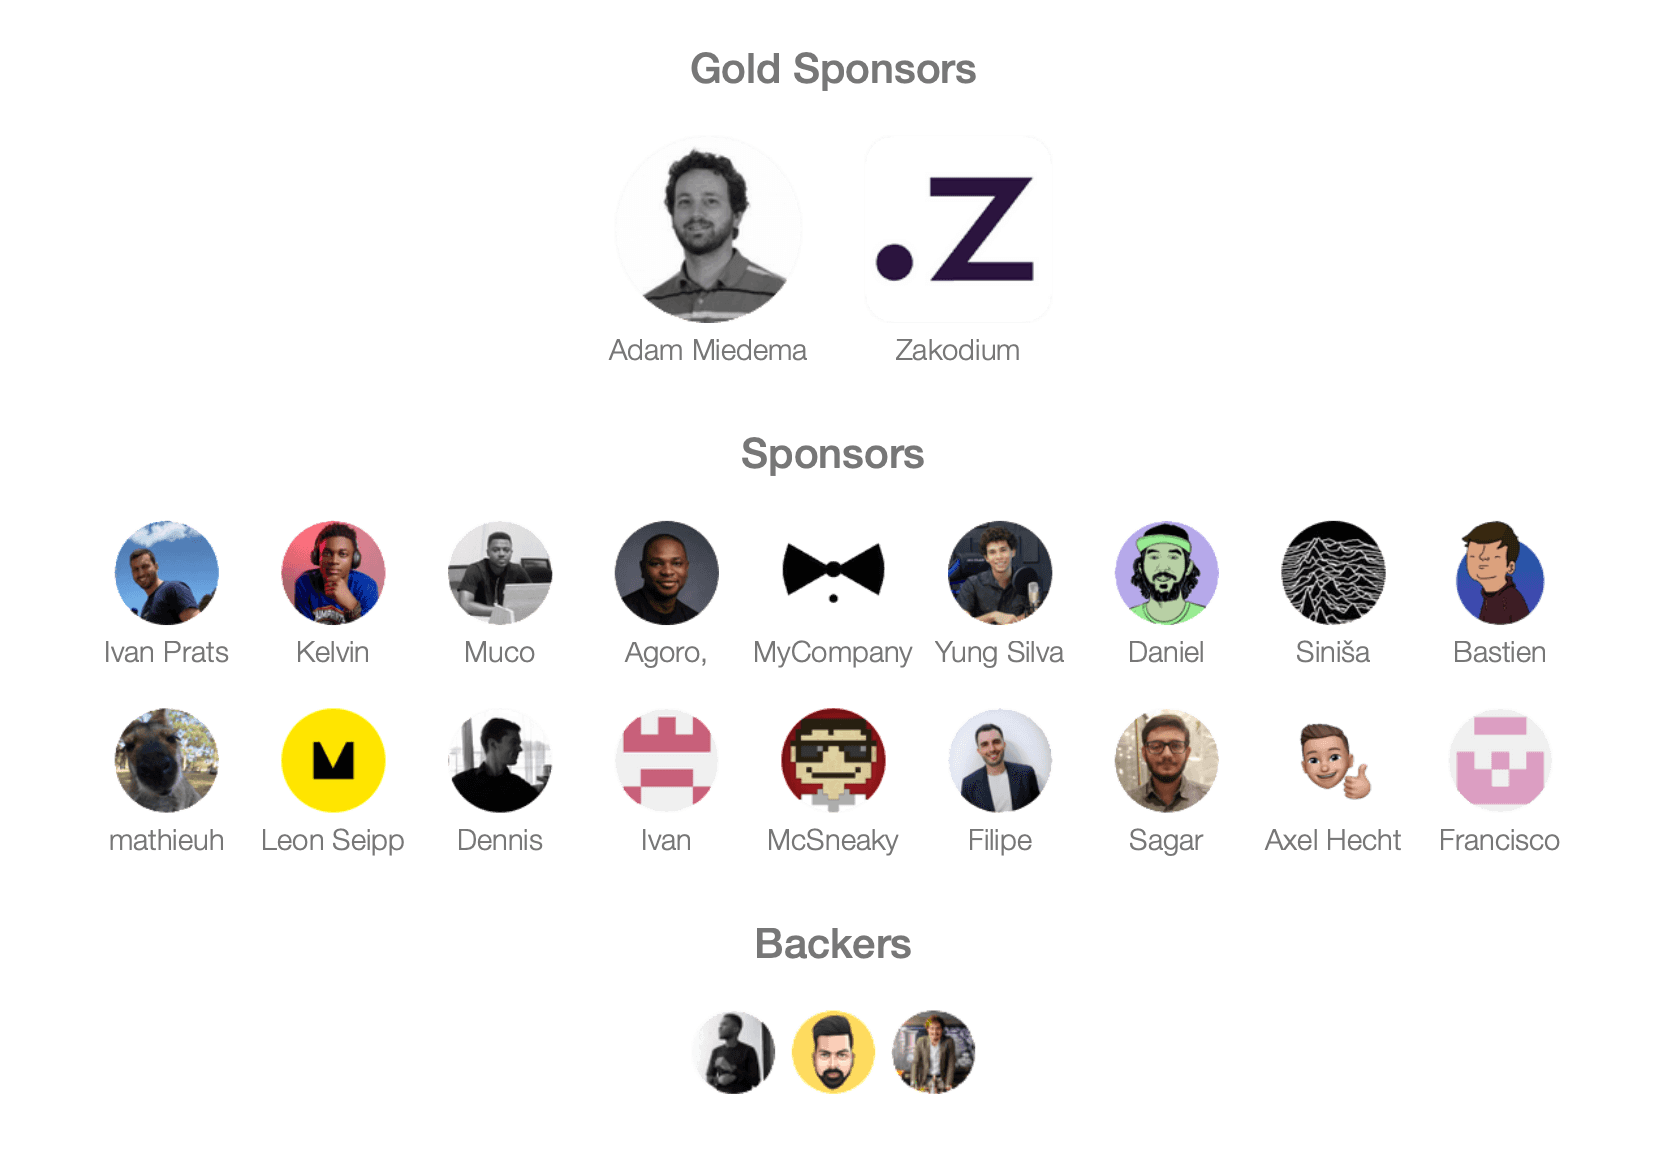 Gold Sponsors
.Z
Adam Miedema Zakodium
Sponsors
Ivan Prats Kelvin Muco Agoro, MyCompany Yung Silva Daniel Siniša Bastien
mathieuh Leon Seipp Dennis Ivan McSneaky Filipe Sagar Axel Hecht Francisco
Backers